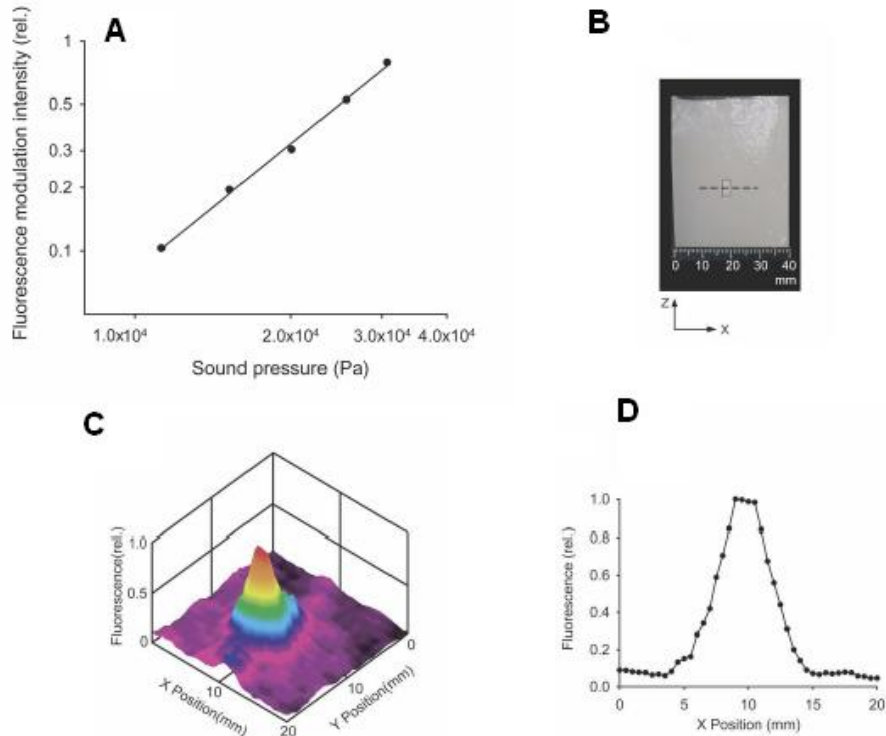 A
Fluorescence modulation intensity (rel.)
1
0.5
0.3
0.2
0.1
1.0x10⁴
2.0x10⁴
3.0x10⁴
4.0x10⁴
Sound pressure (Pa)
B
0 10 20 30 40
mm
Z
X
C
Fluorescence(rel.)
1.0
0.5
0
X Position(mm)
10
20
Y Position(mm)
10
0
D
Fluorescence (rel.)
1.0
0.8
0.6
0.4
0.2
0.0
0 5 10 15 20
X Position (mm)